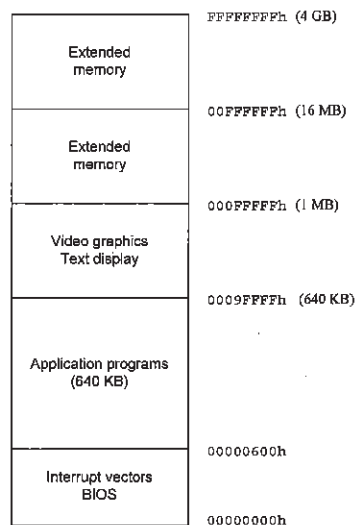 FFFFFFFFh (4 GB)
Extended
memory
00FFFFFFh (16 MB)
Extended
memory
000FFFFFh (1 MB)
Video graphics
Text display
0009FFFFh (640 KB)
Application programs
(640 KB)
00000600h
Interrupt vectors
BIOS
00000000h